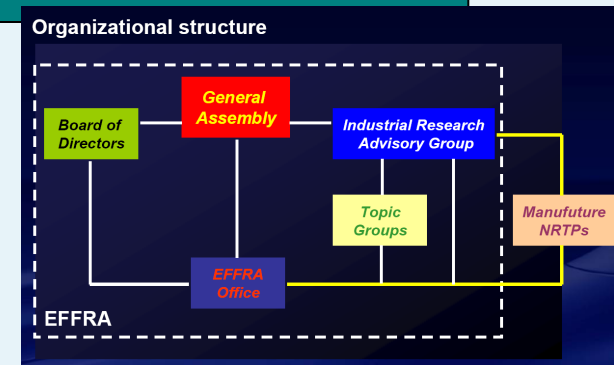 Organizational structure
General
Assembly
Board of
Directors
Industrial Research
Advisory Group
Topic
Groups
Manufuture
NRTPs
EFFRA
Office
EFFRA